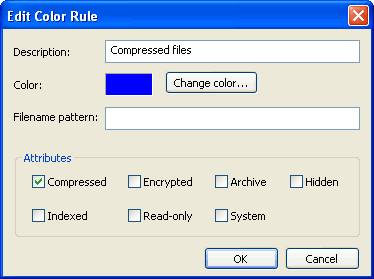 Edit Color Rule
Description: Compressed files
Color: Change color...
Filename pattern:
Attributes
Compressed Encrypted Archive Hidden
Indexed Read-only System
OK Cancel